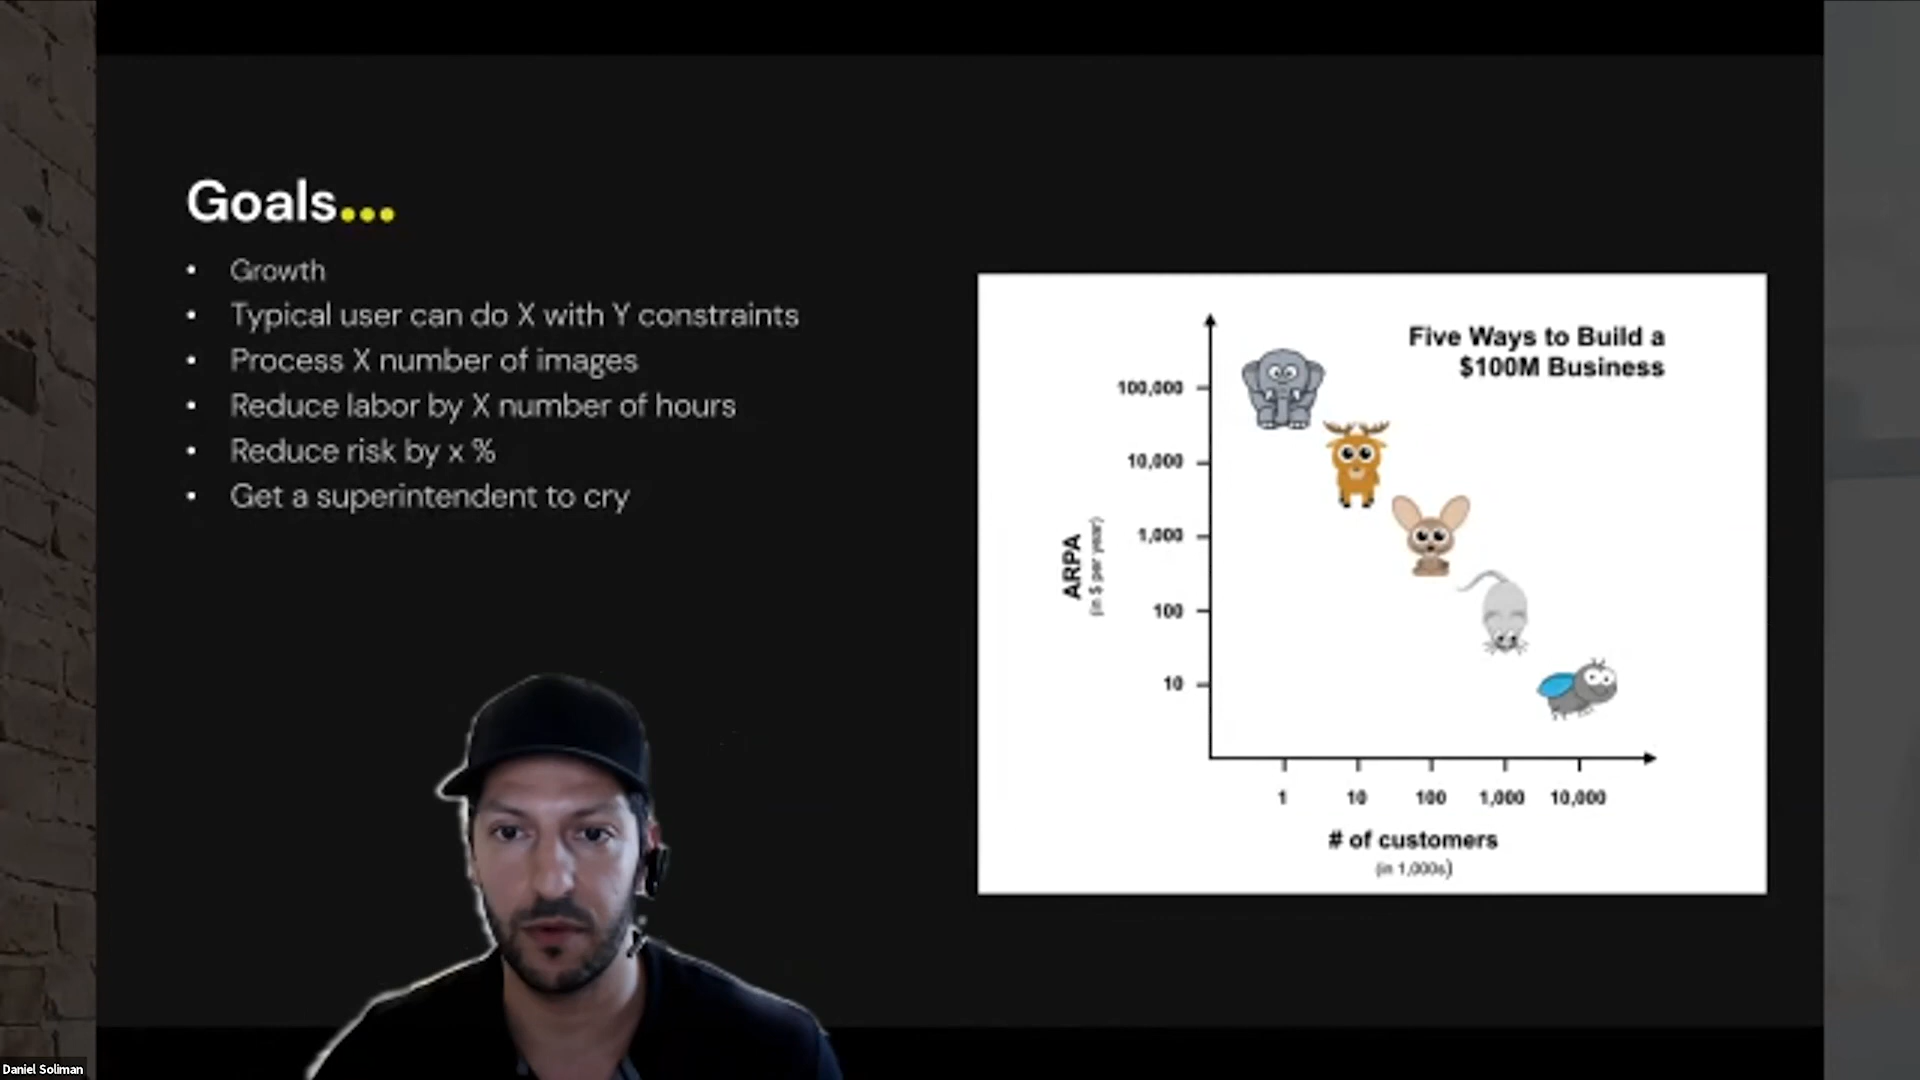 Goals...
• Growth
• Typical user can do X with Y constraints
• Process X number of images
• Reduce labor by X number of hours
• Reduce risk by x %
• Get a superintendent to cry
Five Ways to Build a
$100M Business
ARPA
(in $ per year)
100,000
10,000
1,000
100
10
1
10
100
1,000
10,000
# of customers
(in 1,000s)
Daniel Soliman